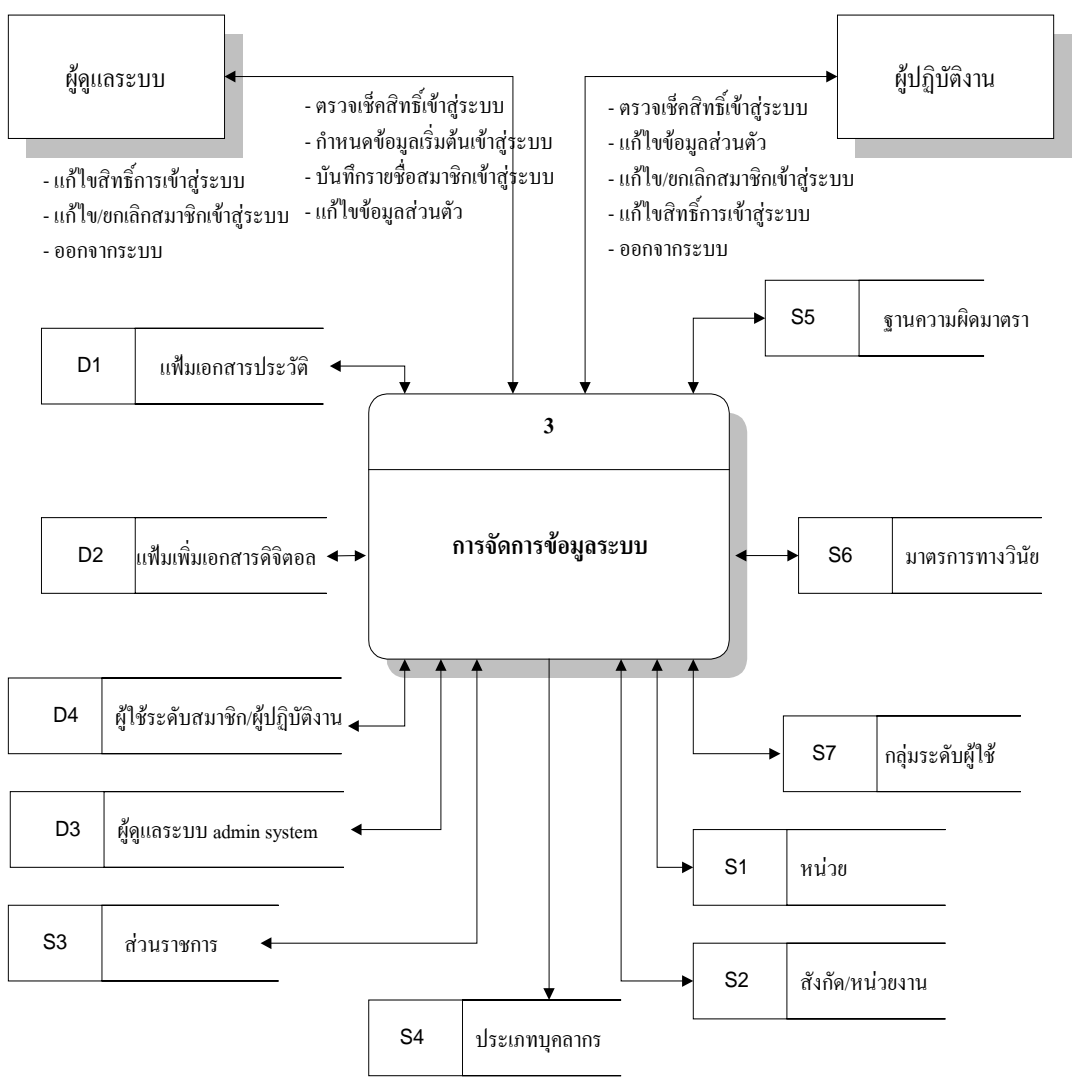 ผู้ดูแลระบบ
ผู้ปฏิบัติงาน
- ตรวจเช็คสิทธิ์เข้าสู่ระบบ
- กำหนดข้อมูลเริ่มต้นเข้าสู่ระบบ
- บันทึกรายชื่อสมาชิกเข้าสู่ระบบ
- แก้ไขข้อมูลส่วนตัว
- ตรวจเช็คสิทธิ์เข้าสู่ระบบ
- แก้ไขข้อมูลส่วนตัว
- แก้ไข/ยกเลิกสมาชิกเข้าสู่ระบบ
- แก้ไขสิทธิ์การเข้าสู่ระบบ
- ออกจากระบบ
- แก้ไขสิทธิ์การเข้าสู่ระบบ
- แก้ไข/ยกเลิกสมาชิกเข้าสู่ระบบ
- ออกจากระบบ
S5 ฐานความผิดมาตรา
D1 แฟ้มเอกสารประวัติ
3
การจัดการข้อมูลระบบ
D2 แฟ้มเพิ่มเอกสารดิจิตอล
S6 มาตรการทางวินัย
D4 ผู้ใช้ระดับสมาชิก/ผู้ปฏิบัติงาน
S7 กลุ่มระดับผู้ใช้
D3 ผู้ดูแลระบบ admin system
S1 หน่วย
S3 ส่วนราชการ
S2 สังกัด/หน่วยงาน
S4 ประเภทบุคลากร